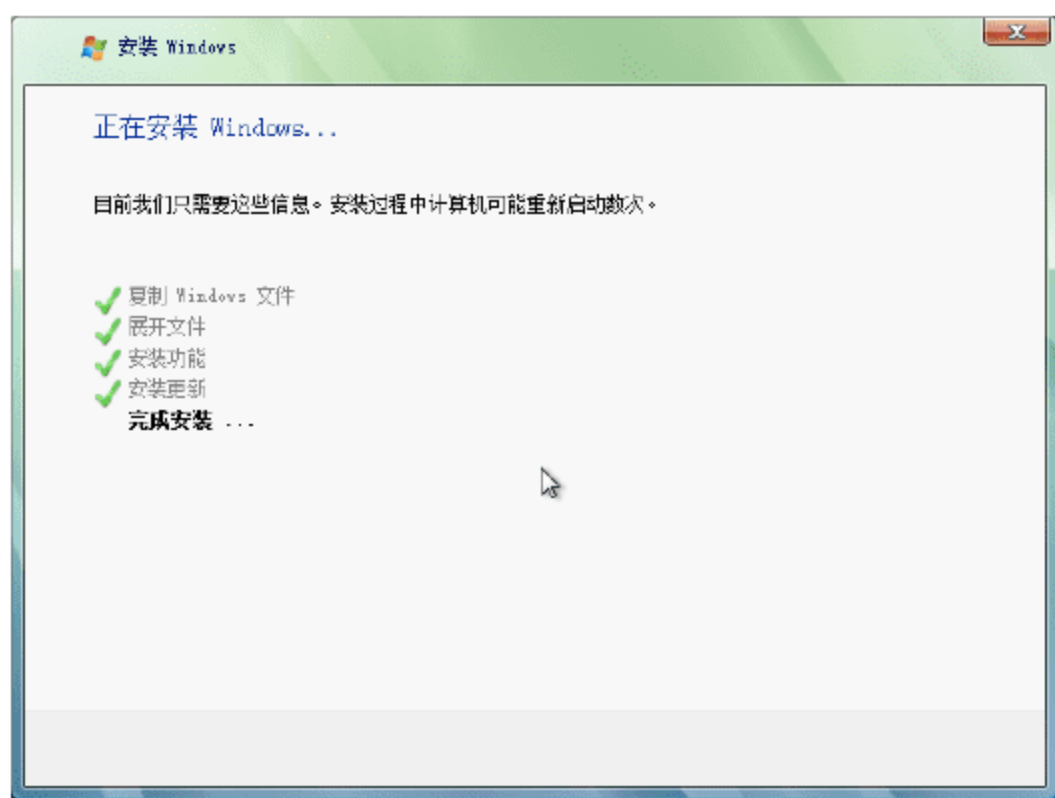 安装 Windows
正在安装 Windows...
目前我们只需要这些信息。安装过程中计算机可能重新启动数次。
复制 Windows 文件
展开文件
安装功能
安装更新
完成安装 ...